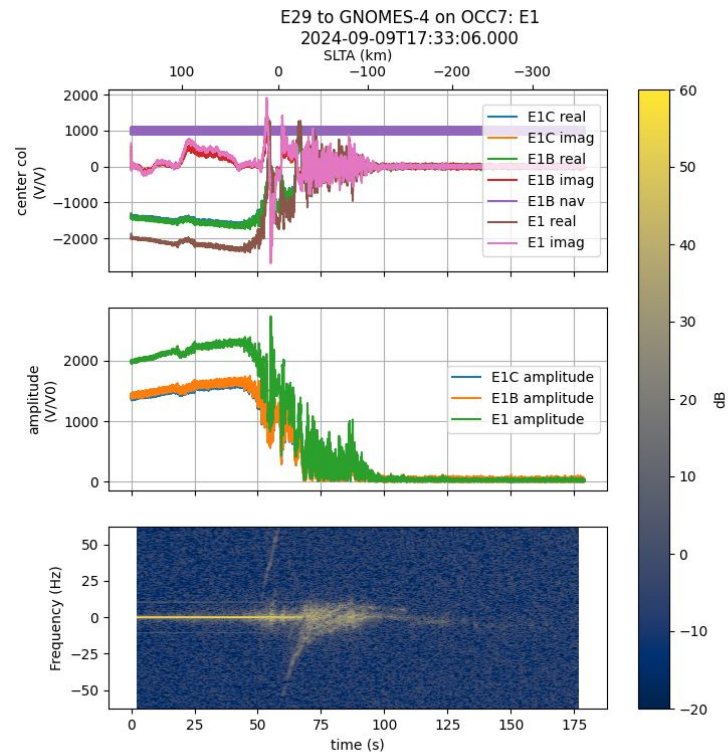 E29 to GNOMES-4 on OCC7: E1
2024-09-09T17:33:06.000
SLTA (km)
100 0 −100 −200 −300
2000
1000
0
−1000
−2000
center col
(V/V)
E1C real
E1C imag
E1B real
E1B imag
E1B nav
E1 real
E1 imag
2000
1000
0
amplitude
(V/V0)
E1C amplitude
E1B amplitude
E1 amplitude
50
25
0
−25
−50
Frequency (Hz)
0 25 50 75 100 125 150 175
time (s)
60
50
40
30
20
10
0
−10
−20
dB